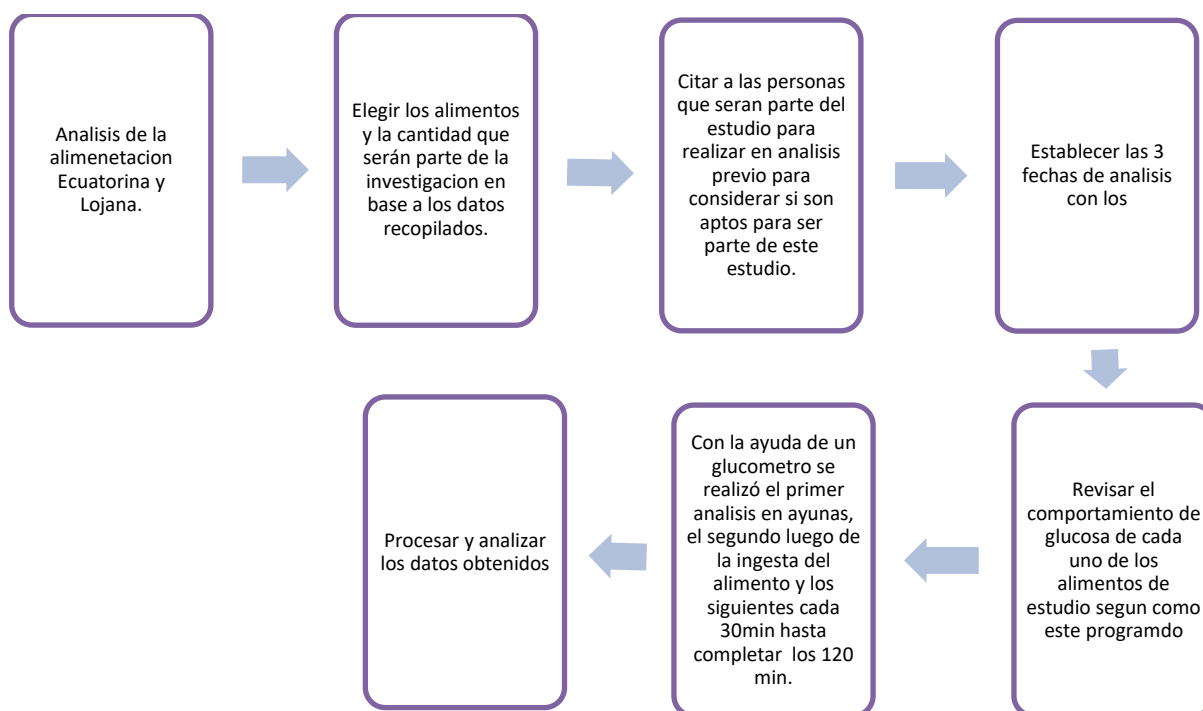 Analisis de la
alimenetacion
Ecuatorina y Lojana.
Elegir los alimentos
y la cantidad que
serán parte de la
investigacion en
base a los datos
recopilados.
Citar a las personas
que seran parte del
estudio para
realizar en analisis
previo para
considerar si son
aptos para ser
parte de este
estudio.
Establecer las 3
fechas de analisis
con los
Revisar el
comportamiento de
glucosa de cada
uno de los
alimentos de
estudio segun como
este programdo
Con la ayuda de un
glucometro se
realizó el primer
analisis en ayunas,
el segundo luego de
la ingesta del
alimento y los
siguientes cada
30min hasta
completar los 120
min.
Procesar y analizar
los datos obtenidos